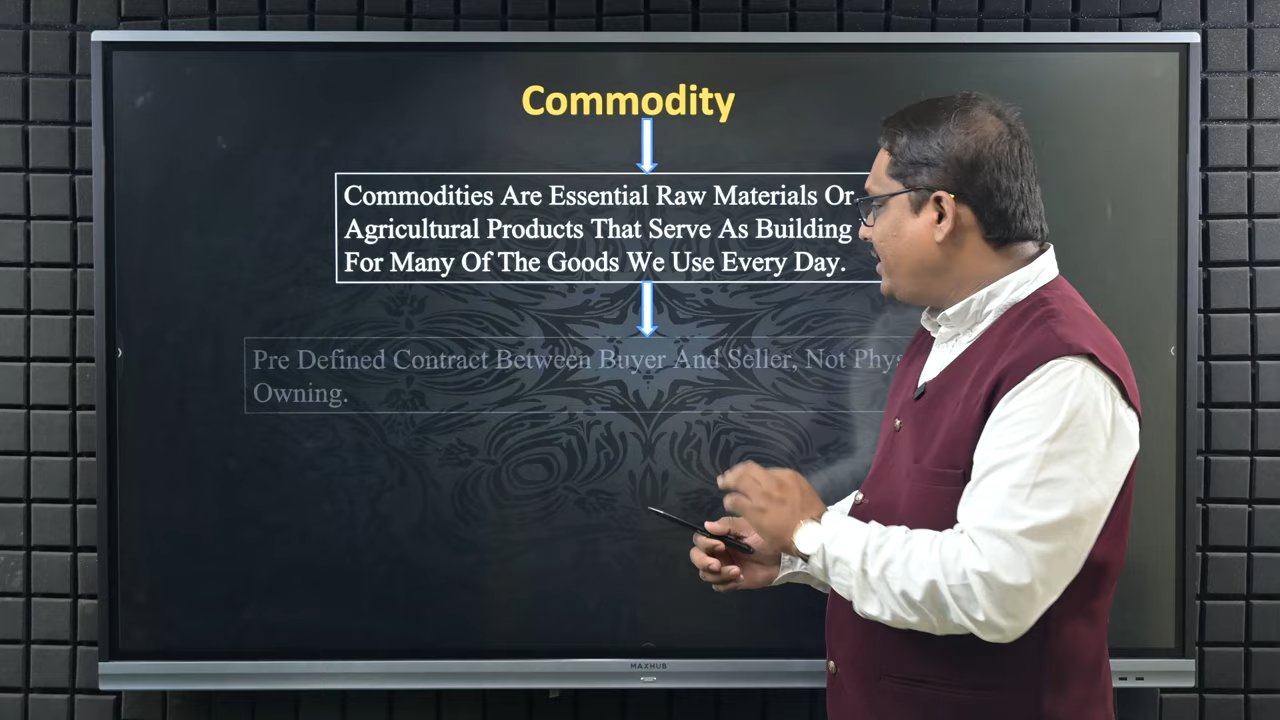 Commodity
Commodities Are Essential Raw Materials Or
Agricultural Products That Serve As Building
For Many Of The Goods We Use Every Day.
Pre Defined Contract Between Buyer And Seller, Not
Owning.
MAXHUB